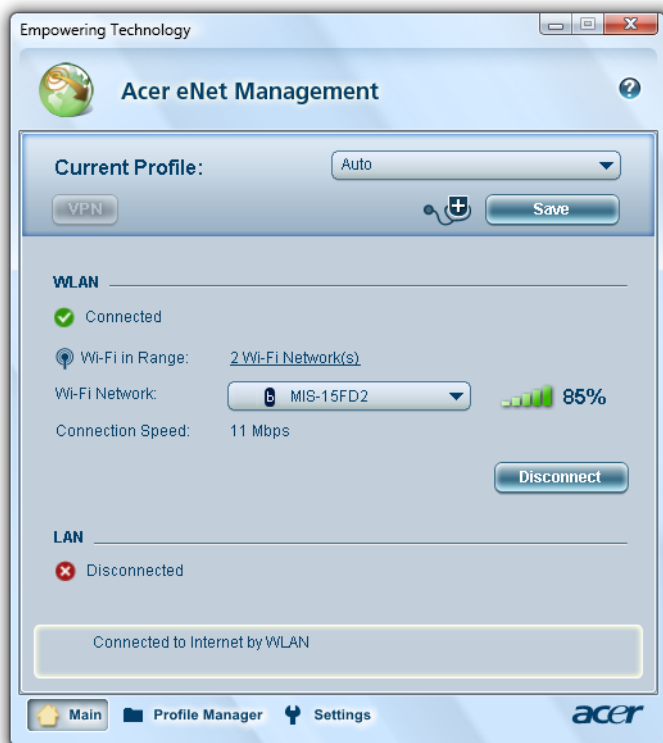 Empowering Technology
Acer eNet Management
?
Current Profile:
Auto
VPN
Save
WLAN
Connected
Wi-Fi in Range: 2 Wi-Fi Network(s)
Wi-Fi Network: b MIS-15FD2 85%
Connection Speed: 11 Mbps
Disconnect
LAN
Disconnected
Connected to Internet by WLAN
Main Profile Manager Settings acer